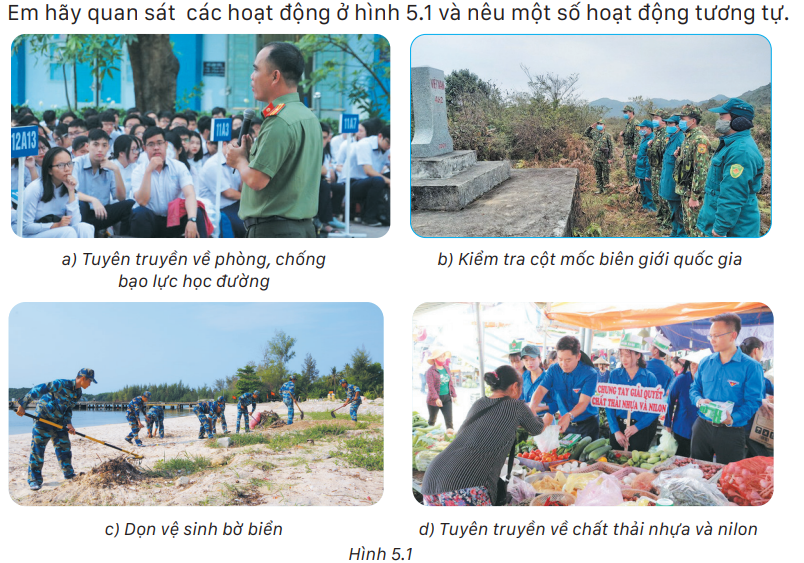 Em hãy quan sát các hoạt động ở hình 5.1 và nêu một số hoạt động tương tự.
12A13
11A3
11A7
VIỆT NAM
a) Tuyên truyền về phòng, chống
bạo lực học đường
b) Kiểm tra cột mốc biên giới quốc gia
CHUNG TAY GIẢI QUYẾT
CHẤT THẢI NHỰA VÀ NILON
c) Dọn vệ sinh bờ biển
d) Tuyên truyền về chất thải nhựa và nilon
Hình 5.1